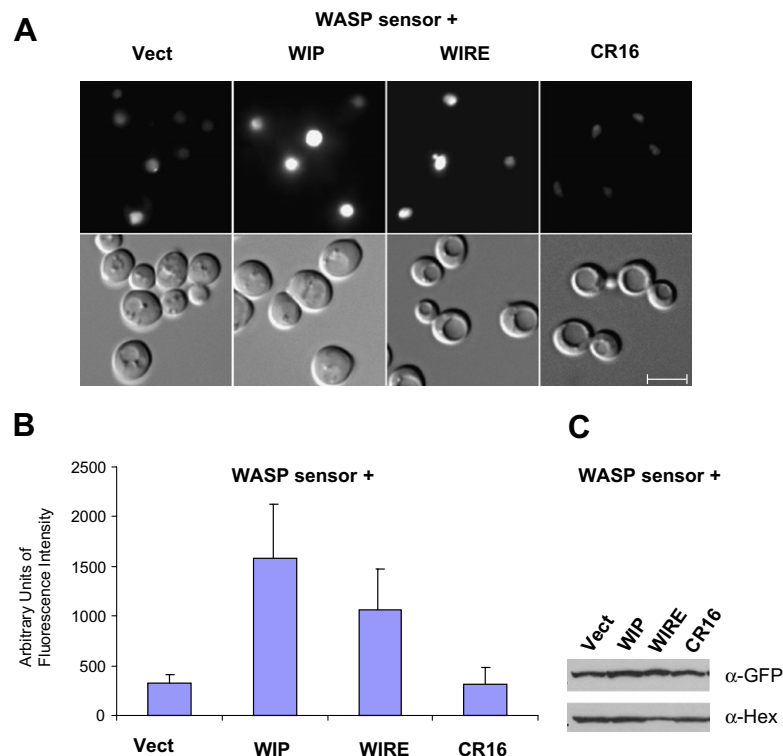 A
WASP sensor +
Vect WIP WIRE CR16
B
WASP sensor +
Arbitrary Units of
Fluorescence Intensity
2500
2000
1500
1000
500
0
Vect WIP WIRE CR16
C
WASP sensor +
Vect WIP WIRE CR16
α-GFP
α-Hex